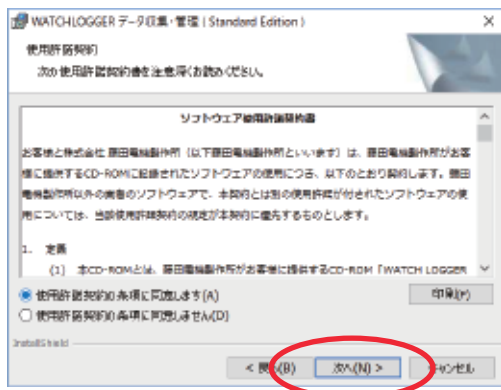 WATCHLOGGER データ収集・管理 ( Standard Edition )
使用許諾契約
次の使用許諾契約書を注意深くお読みください。
ソフトウェア使用許諾契約書
お客様と株式会社 藤田電機製作所（以下藤田電機製作所といいます）は、藤田電機製作所がお客
様に提供するCD-ROMに記録されたソフトウェアの使用につき、以下のとおり契約します。藤田
電機製作所以外の業者のソフトウェアで、本契約とは別の使用許諾が付されたソフトウェアの使
用については、当該使用許諾契約の規定が本契約に優先するものとします。
1. 定義
(1) 本CD-ROMとは、藤田電機製作所がお客様に提供するCD-ROM「WATCH LOGGER
使用許諾契約の条項に同意します(A)
印刷(P)
使用許諾契約の条項に同意しません(D)
InstallShield
< 戻る(B)
次へ(N) >
キャンセル